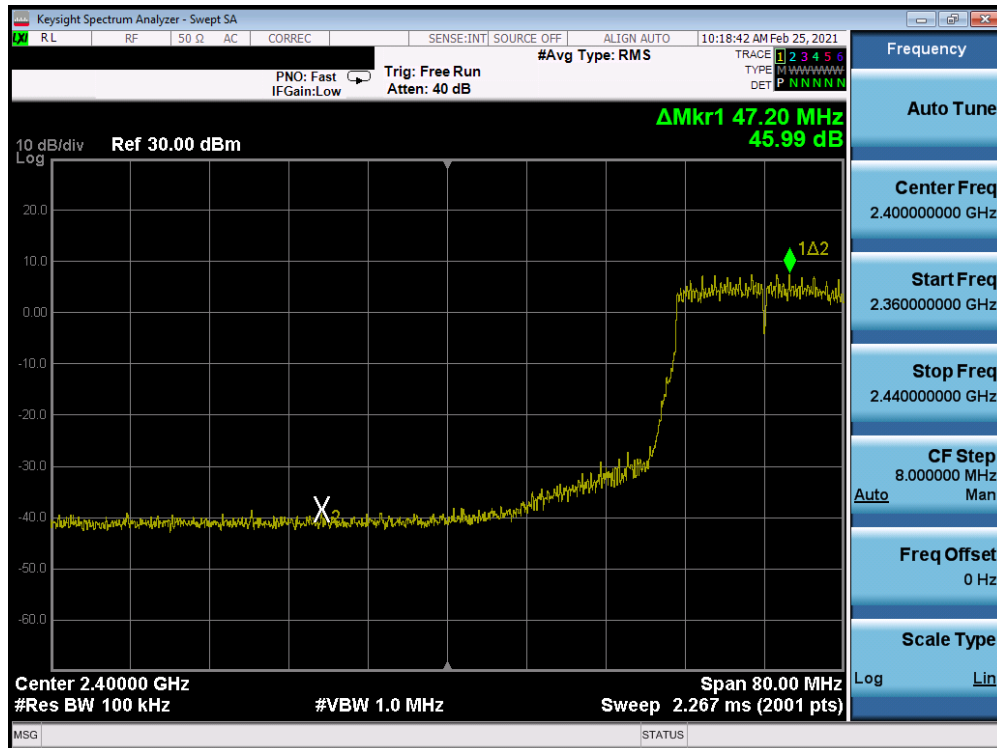 Keysight Spectrum Analyzer - Swept SA
LXI RL RF 50 Ω AC CORREC SENSE:INT SOURCE OFF ALIGN AUTO 10:18:42 AM Feb 25, 2021
Frequency
#Avg Type: RMS
TRACE 1 2 3 4 5 6
PNO: Fast Trig: Free Run
TYPE M W W W W W
IFGain:Low Atten: 40 dB
DET P N N N N N
ΔMkr1 47.20 MHz
45.99 dB
10 dB/div Ref 30.00 dBm
Log
20.0
10.0
0.00
-10.0
-20.0
-30.0
-40.0
-50.0
-60.0
1Δ2
X2
Center 2.40000 GHz Span 80.00 MHz
#Res BW 100 kHz #VBW 1.0 MHz Sweep 2.267 ms (2001 pts)
MSG STATUS
Auto Tune
Center Freq
2.400000000 GHz
Start Freq
2.360000000 GHz
Stop Freq
2.440000000 GHz
CF Step
8.000000 MHz
Auto Man
Freq Offset
0 Hz
Scale Type
Log Lin